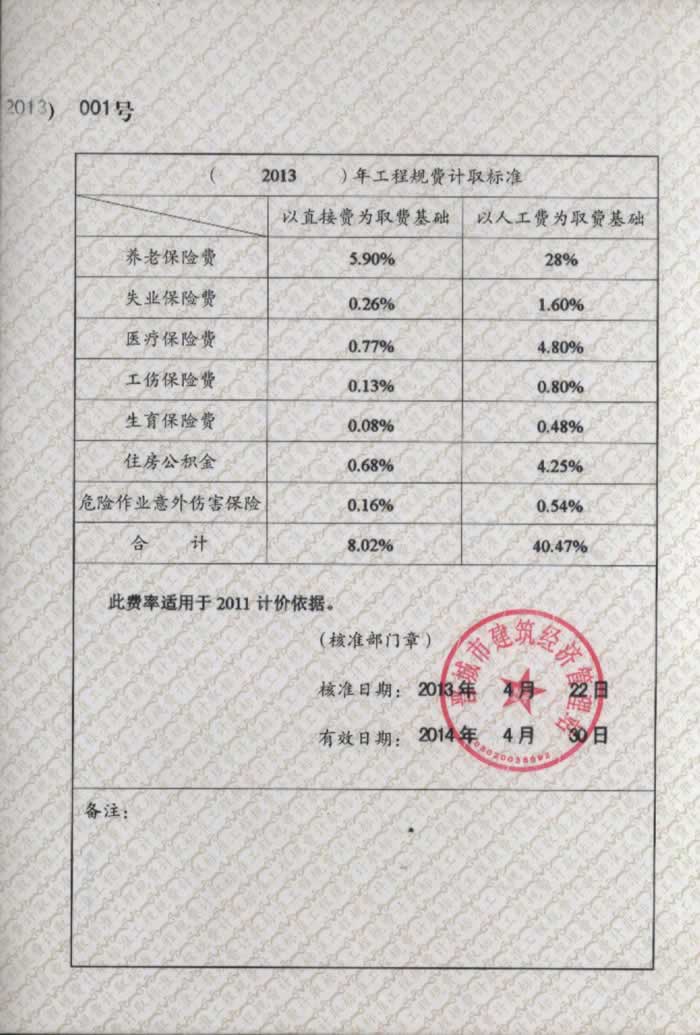 2013) 001号
( 2013 )年工程规费计取标准
以直接费为取费基础 以人工费为取费基础
养老保险费 5.90% 28%
失业保险费 0.26% 1.60%
医疗保险费 0.77% 4.80%
工伤保险费 0.13% 0.80%
生育保险费 0.08% 0.48%
住房公积金 0.68% 4.25%
危险作业意外伤害保险 0.16% 0.54%
合 计 8.02% 40.47%
此费率适用于2011计价依据。
(核准部门章)
城市建筑经济管理
核准日期: 2013年 4月 22日
有效日期: 2014年 4月 30日
备注: